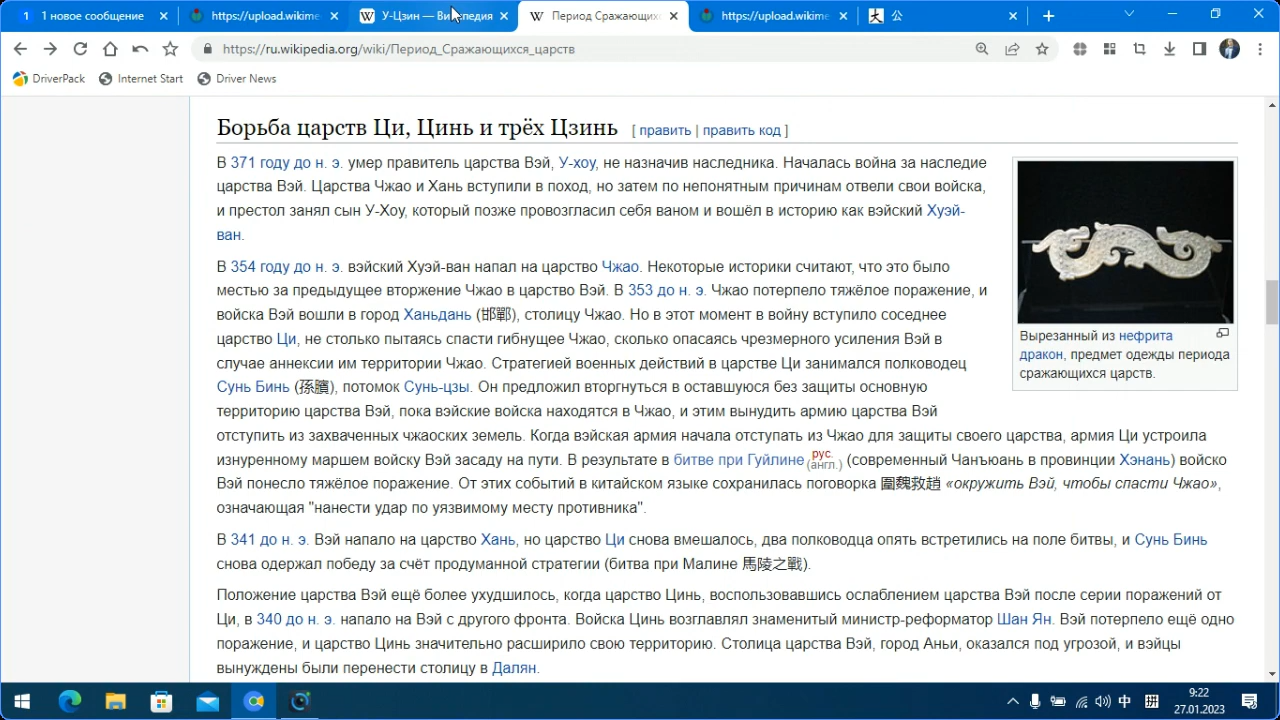 1 1 новое сообщение
https://upload.wikime
У-Цзин — Википедия
Период Сражающихс
https://upload.wikime
公
https://ru.wikipedia.org/wiki/Период_Сражающихся_царств
DriverPack
Internet Start
Driver News
Борьба царств Ци, Цинь и трёх Цзинь [ править | править код ]
В 371 году до н. э. умер правитель царства Вэй, У-хоу, не назначив наследника. Началась война за наследие
царства Вэй. Царства Чжао и Хань вступили в поход, но затем по непонятным причинам отвели свои войска,
и престол занял сын У-Хоу, который позже провозгласил себя ваном и вошёл в историю как вэйский Хуэй-
ван.
В 354 году до н. э. вэйский Хуэй-ван напал на царство Чжао. Некоторые историки считают, что это было
местью за предыдущее вторжение Чжао в царство Вэй. В 353 до н. э. Чжао потерпело тяжёлое поражение, и
войска Вэй вошли в город Ханьдань (邯鄲), столицу Чжао. Но в этот момент в войну вступило соседнее
царство Ци, не столько пытаясь спасти гибнущее Чжао, сколько опасаясь чрезмерного усиления Вэй в
случае аннексии им территории Чжао. Стратегией военных действий в царстве Ци занимался полководец
Сунь Бинь (孫臏), потомок Сунь-цзы. Он предложил вторгнуться в оставшуюся без защиты основную
территорию царства Вэй, пока вэйские войска находятся в Чжао, и этим вынудить армию царства Вэй
отступить из захваченных чжаоских земель. Когда вэйская армия начала отступать из Чжао для защиты своего царства, армия Ци устроила
изнуренному маршем войску Вэй засаду на пути. В результате в битве при Гуйлине рус. (англ.) (современный Чанъюань в провинции Хэнань) войско
Вэй понесло тяжёлое поражение. От этих событий в китайском языке сохранилась поговорка 圍魏救趙 «окружить Вэй, чтобы спасти Чжао»,
означающая "нанести удар по уязвимому месту противника".
В 341 до н. э. Вэй напало на царство Хань, но царство Ци снова вмешалось, два полководца опять встретились на поле битвы, и Сунь Бинь
снова одержал победу за счёт продуманной стратегии (битва при Малине 馬陵之戰).
Положение царства Вэй ещё более ухудшилось, когда царство Цинь, воспользовавшись ослаблением царства Вэй после серии поражений от
Ци, в 340 до н. э. напало на Вэй с другого фронта. Войска Цинь возглавлял знаменитый министр-реформатор Шан Ян. Вэй потерпело ещё одно
поражение, и царство Цинь значительно расширило свою территорию. Столица царства Вэй, город Аньи, оказался под угрозой, и вэйцы
вынуждены были перенести столицу в Далян.
Вырезанный из нефрита
дракон, предмет одежды периода
сражающихся царств.
中
拼
9:22
27.01.2023